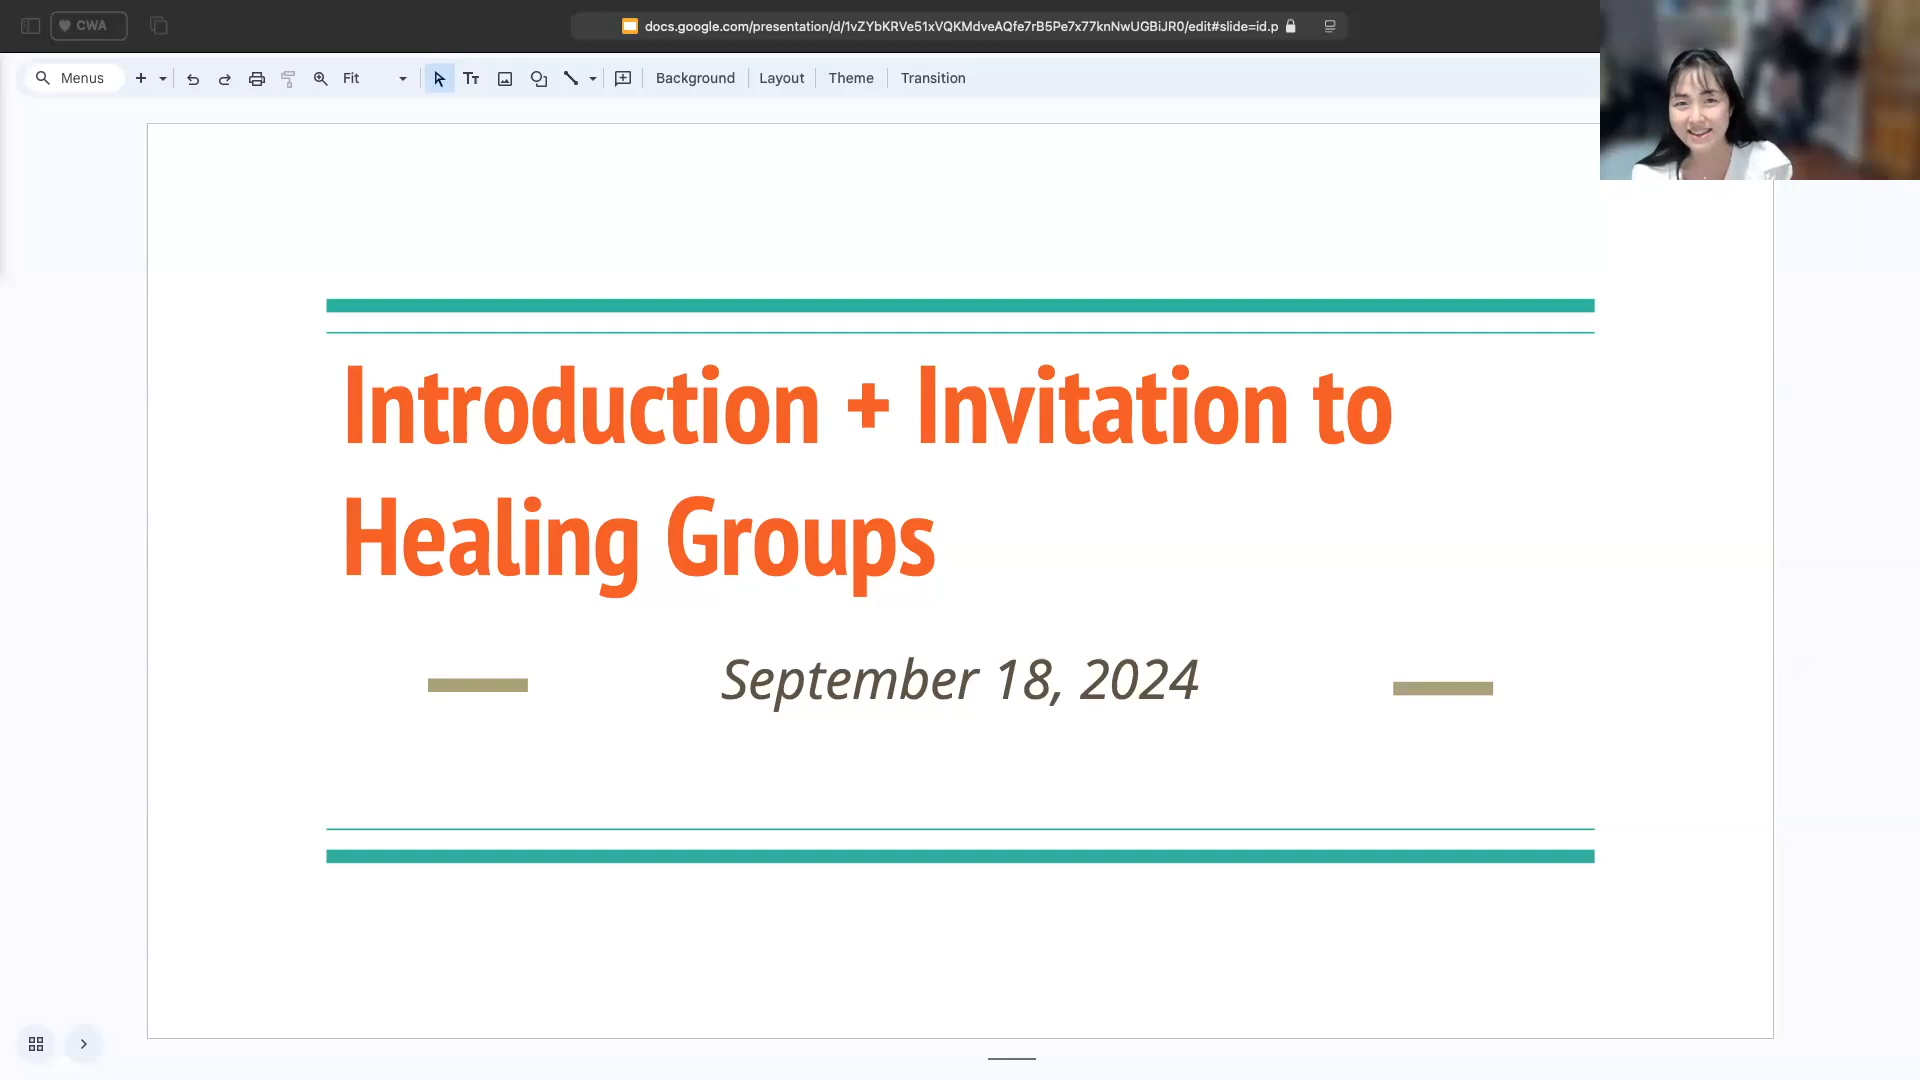 CWA
docs.google.com/presentation/d/1vZYbKRVe51xVQKMdveAQfe7rB5Pe7x77knNwUGBiJR0/edit#slide=id.p
Menus
Fit
Background
Layout
Theme
Transition
Introduction + Invitation to
Healing Groups
September 18, 2024